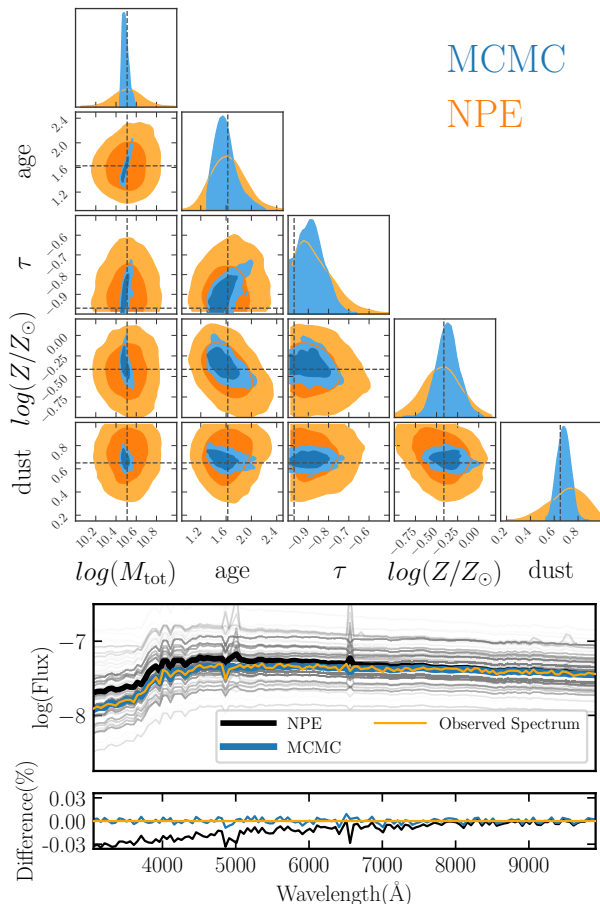 MCMC
NPE
age
2.4
2.0
1.6
1.2
τ
−0.6
−0.7
−0.8
−0.9
log(Z/Z⊙)
0.00
−0.25
−0.50
−0.75
dust
0.8
0.6
0.4
0.2
10.2 10.4 10.6 10.8
1.2 1.6 2.0 2.4
−0.9 −0.8 −0.7 −0.6
−0.75 −0.50 −0.25 0.00
0.2 0.4 0.6 0.8
log(M_tot) age τ log(Z/Z⊙) dust
log(Flux)
−7
−8
NPE
MCMC
Observed Spectrum
Difference(%)
0.03
0.00
−0.03
4000 5000 6000 7000 8000 9000
Wavelength(Å)